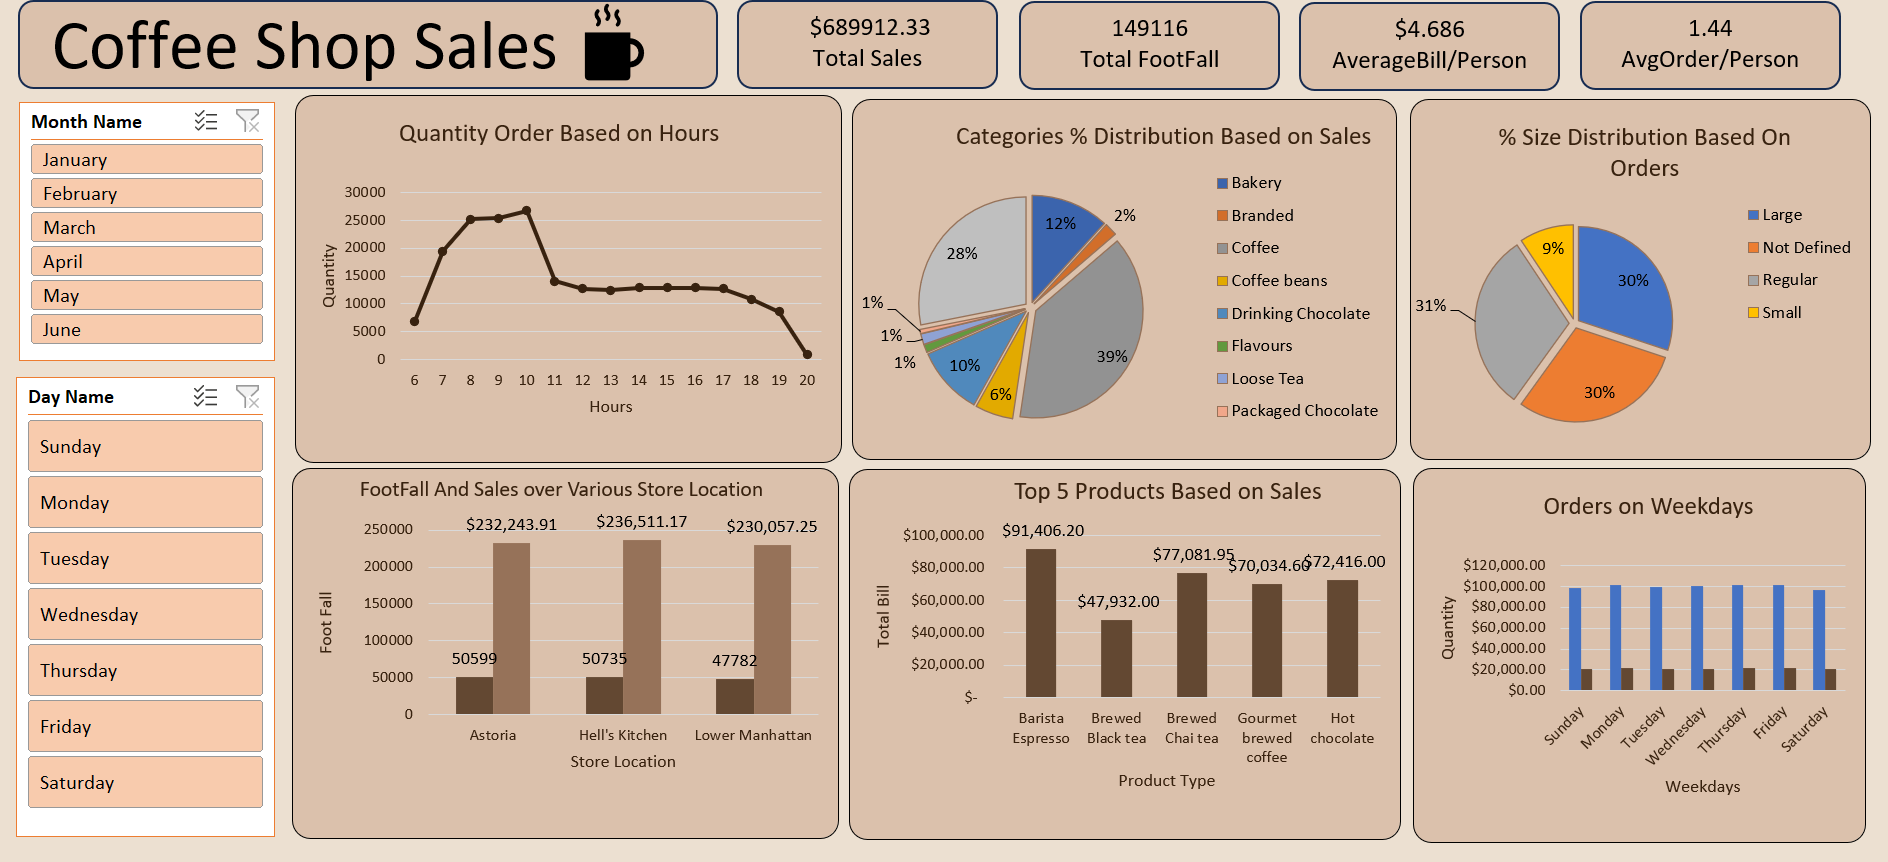 Coffee Shop Sales
$689912.33
Total Sales
149116
Total FootFall
$4.686
AverageBill/Person
1.44
AvgOrder/Person
Month Name
January
February
March
April
May
June
Day Name
Sunday
Monday
Tuesday
Wednesday
Thursday
Friday
Saturday
Quantity Order Based on Hours
Quantity
30000
25000
20000
15000
10000
5000
0
6 7 8 9 10 11 12 13 14 15 16 17 18 19 20
Hours
Categories % Distribution Based on Sales
12%
2%
39%
6%
10%
1%
1%
1%
28%
Bakery
Branded
Coffee
Coffee beans
Drinking Chocolate
Flavours
Loose Tea
Packaged Chocolate
% Size Distribution Based On
Orders
30%
30%
31%
9%
Large
Not Defined
Regular
Small
FootFall And Sales over Various Store Location
Foot Fall
250000
200000
150000
100000
50000
0
$232,243.91
$236,511.17
$230,057.25
50599
50735
47782
Astoria
Hell's Kitchen
Lower Manhattan
Store Location
Top 5 Products Based on Sales
Total Bill
$100,000.00
$80,000.00
$60,000.00
$40,000.00
$20,000.00
$-
$91,406.20
$47,932.00
$77,081.95
$70,034.60
$72,416.00
Barista
Espresso
Brewed
Black tea
Brewed
Chai tea
Gourmet
brewed
coffee
Hot
chocolate
Product Type
Orders on Weekdays
Quantity
$120,000.00
$100,000.00
$80,000.00
$60,000.00
$40,000.00
$20,000.00
$0.00
Sunday
Monday
Tuesday
Wednesday
Thursday
Friday
Saturday
Weekdays